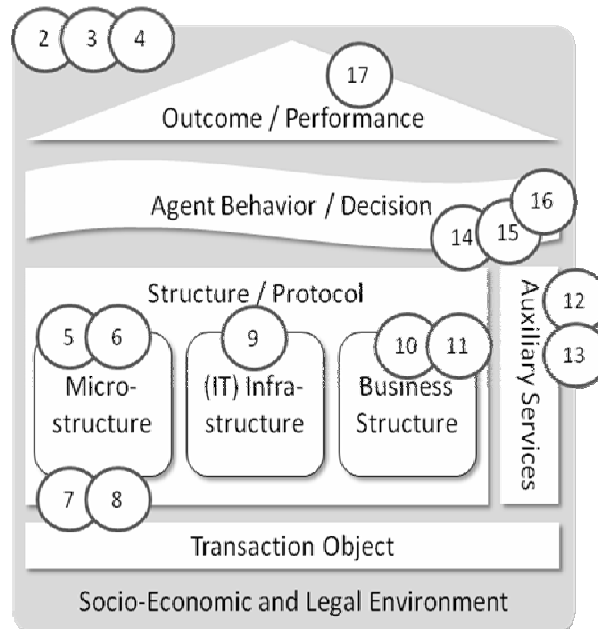 2 3 4
17
Outcome / Performance
Agent Behavior / Decision
16
14 15
Structure / Protocol
Auxiliary Services
12
13
5 6
9
10 11
Micro-
structure
(IT) Infra-
structure
Business
Structure
7 8
Transaction Object
Socio-Economic and Legal Environment